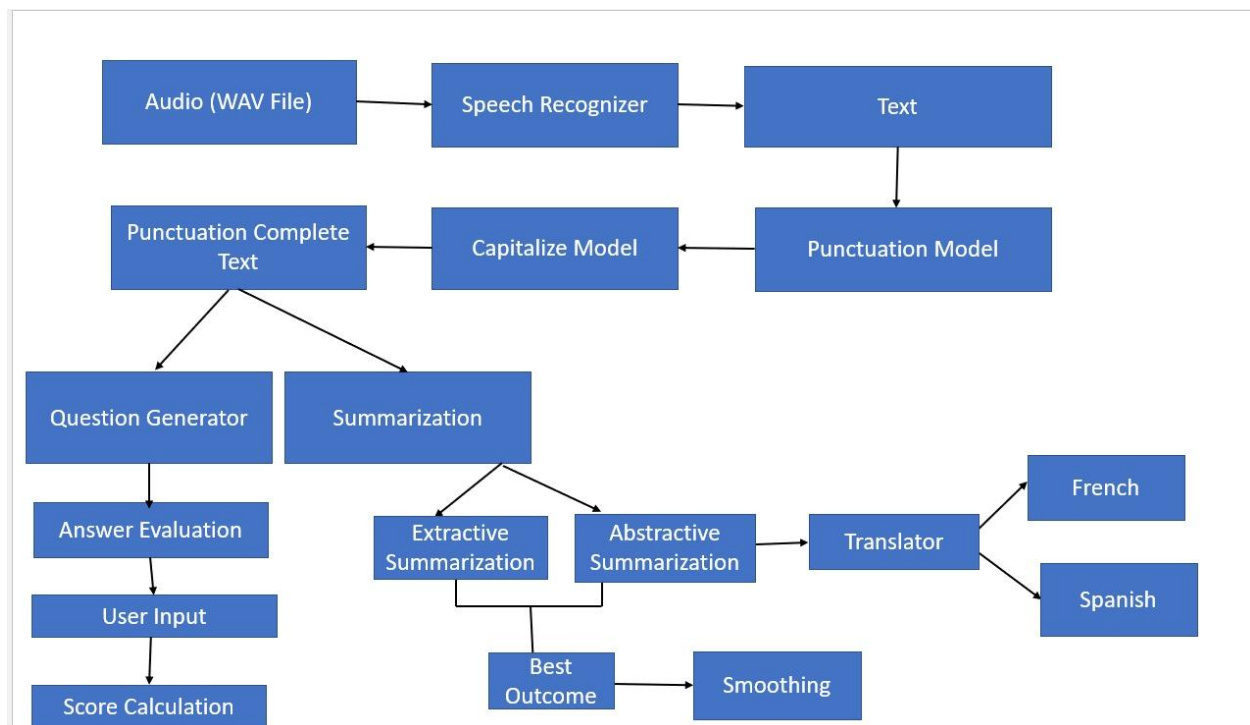 Audio (WAV File)
Speech Recognizer
Text
Punctuation Complete
Text
Capitalize Model
Punctuation Model
Question Generator
Summarization
French
Answer Evaluation
Extractive
Summarization
Abstractive
Summarization
Translator
Spanish
User Input
Best
Outcome
Smoothing
Score Calculation